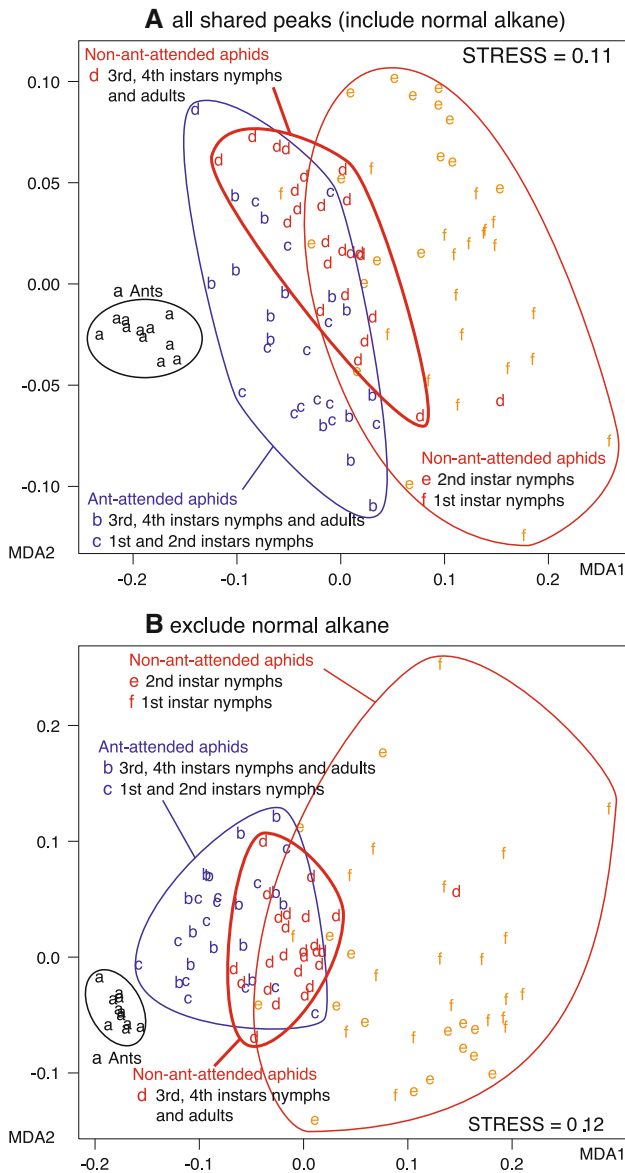 A all shared peaks (include normal alkane)
Non-ant-attended aphids
d 3rd, 4th instars nymphs
and adults
STRESS = 0.11
0.10
0.05
0.00
-0.05
-0.10
a Ants
Non-ant-attended aphids
e 2nd instar nymphs
f 1st instar nymphs
Ant-attended aphids
b 3rd, 4th instars nymphs and adults
c 1st and 2nd instars nymphs
MDA2
-0.2 -0.1 0.0 0.1 0.2
MDA1
B exclude normal alkane
Non-ant-attended aphids
e 2nd instar nymphs
f 1st instar nymphs
Ant-attended aphids
b 3rd, 4th instars nymphs and adults
c 1st and 2nd instars nymphs
0.2
0.1
0.0
-0.1
a Ants
Non-ant-attended aphids
d 3rd, 4th instars nymphs
and adults
STRESS = 0.12
MDA2
-0.2 -0.1 0.0 0.1 0.2
MDA1